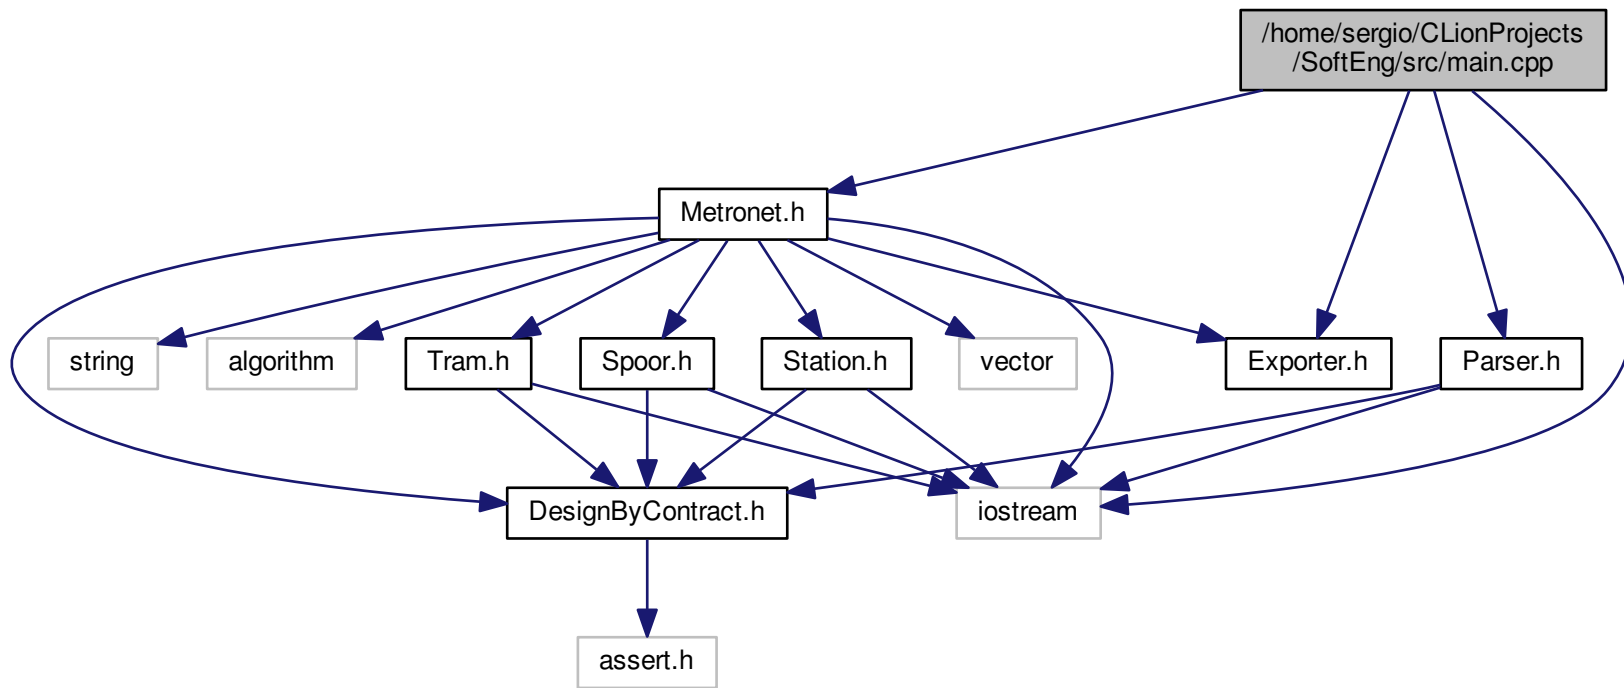 /home/sergio/CLionProjects
/SoftEng/src/main.cpp
Metronet.h
string
algorithm
Tram.h
Spoor.h
Station.h
vector
Exporter.h
Parser.h
DesignByContract.h
iostream
assert.h